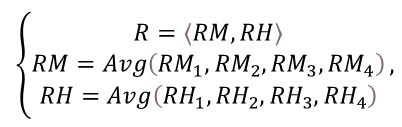 R = ⟨RM, RH⟩
RM = Avg(RM₁, RM₂, RM₃, RM₄) ,
RH = Avg(RH₁, RH₂, RH₃, RH₄)